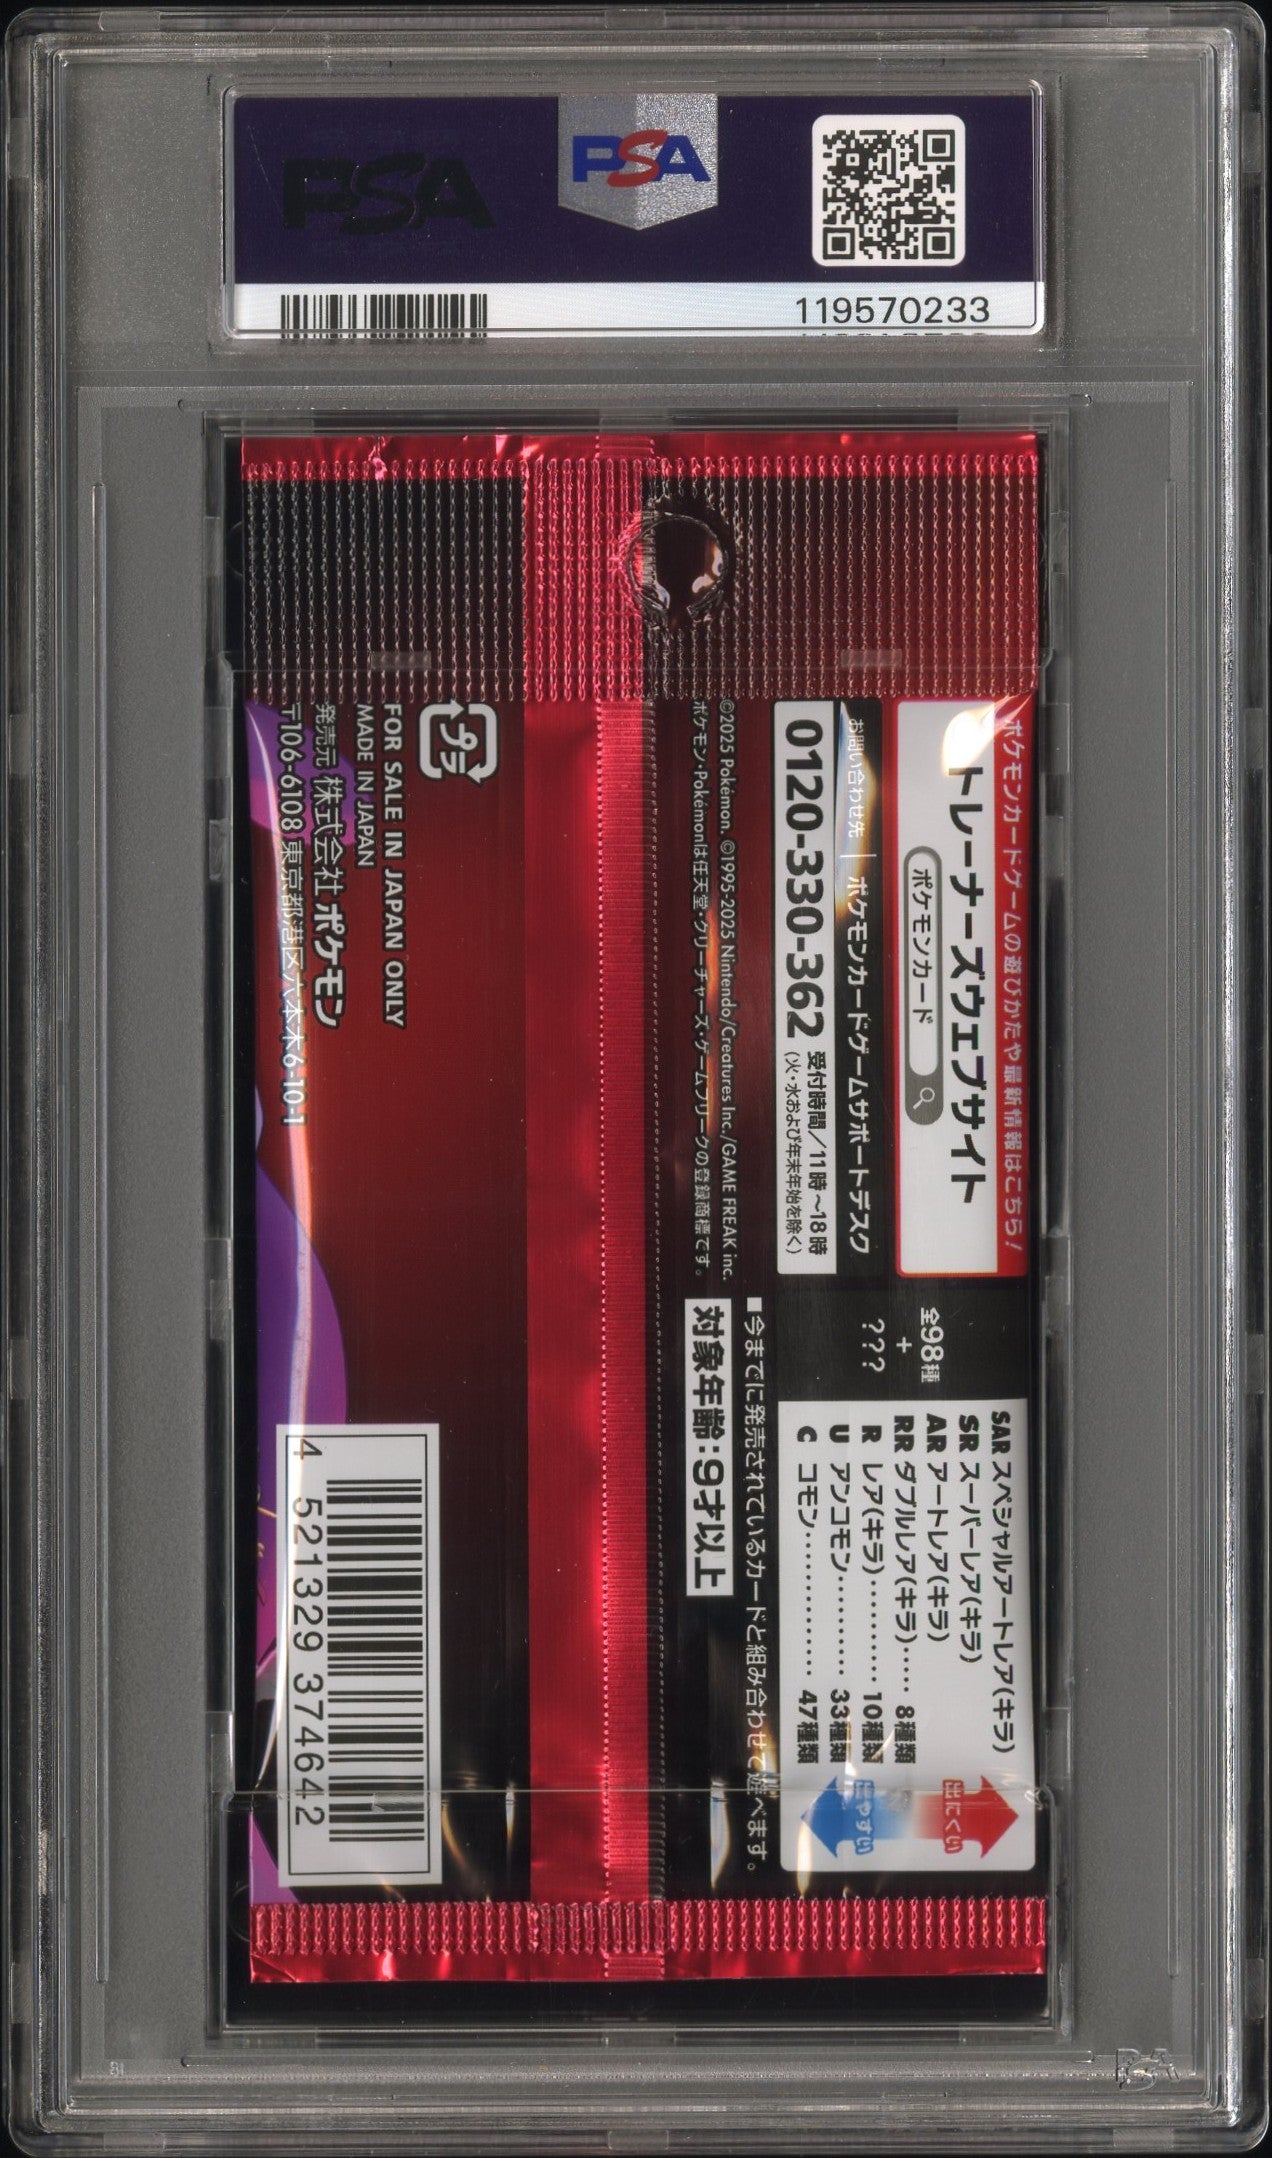 PSA
PSA
119570233
ポケモンカードゲームの遊びかたや最新情報はこちら!
トレーナーズウェブサイト
ポケモンカード
お問い合わせ先 ポケモンカードゲームサポートデスク
0120-330-362 受付時間/11時～18時
(火・水および年末年始を除く)
©2025 Pokémon. ©1995-2025 Nintendo/Creatures Inc./GAME FREAK inc.
ポケモン・Pokémonは任天堂・クリーチャーズ・ゲームフリークの登録商標です。
全98種
+
???
SAR スペシャルアートレア(キラ)
SR スーパーレア(キラ)
AR アートレア(キラ)
RR ダブルレア(キラ)‥‥ 8種類
R レア(キラ)‥‥‥‥‥ 10種類
U アンコモン‥‥‥‥‥ 33種類
C コモン‥‥‥‥‥‥‥ 47種類
出にくい
出やすい
■今までに発売されているカードと組み合わせて遊べます。
対象年齢:9才以上
プラ
FOR SALE IN JAPAN ONLY
MADE IN JAPAN
発売元 株式会社 ポケモン
〒106-6108 東京都港区六本木6-10-1
4 521329 374642
PSA